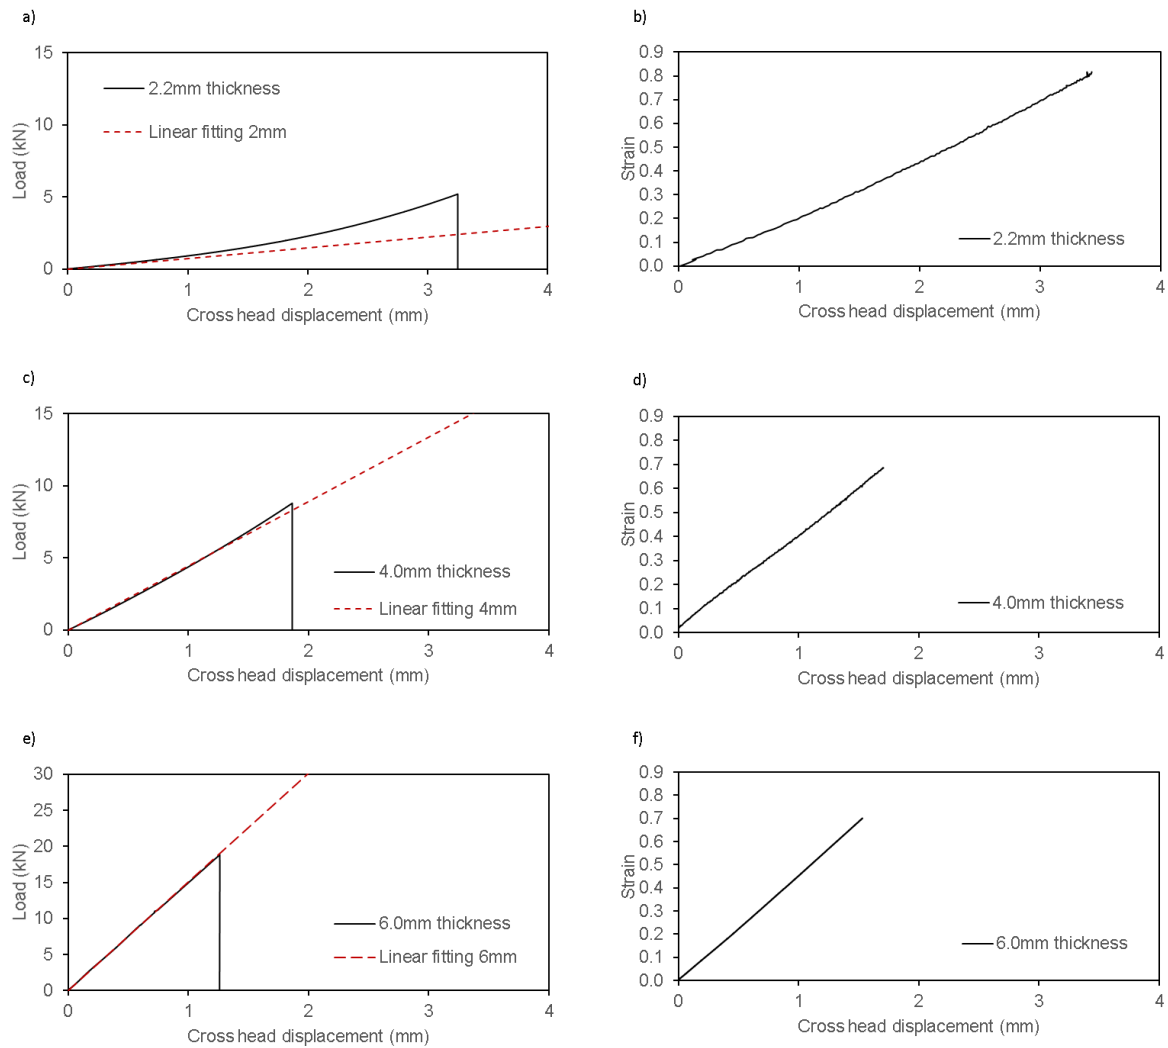 a)
15
10
5
0
Load (kN)
2.2mm thickness
Linear fitting 2mm
0 1 2 3 4
Cross head displacement (mm)
b)
0.9
0.8
0.7
0.6
0.5
0.4
0.3
0.2
0.1
0.0
Strain
2.2mm thickness
0 1 2 3 4
Cross head displacement (mm)
c)
15
10
5
0
Load (kN)
4.0mm thickness
Linear fitting 4mm
0 1 2 3 4
Cross head displacement (mm)
d)
0.9
0.8
0.7
0.6
0.5
0.4
0.3
0.2
0.1
0.0
Strain
4.0mm thickness
0 1 2 3 4
Cross head displacement (mm)
e)
30
25
20
15
10
5
0
Load (kN)
6.0mm thickness
Linear fitting 6mm
0 1 2 3 4
Cross head displacement (mm)
f)
0.9
0.8
0.7
0.6
0.5
0.4
0.3
0.2
0.1
0.0
Strain
6.0mm thickness
0 1 2 3 4
Cross head displacement (mm)